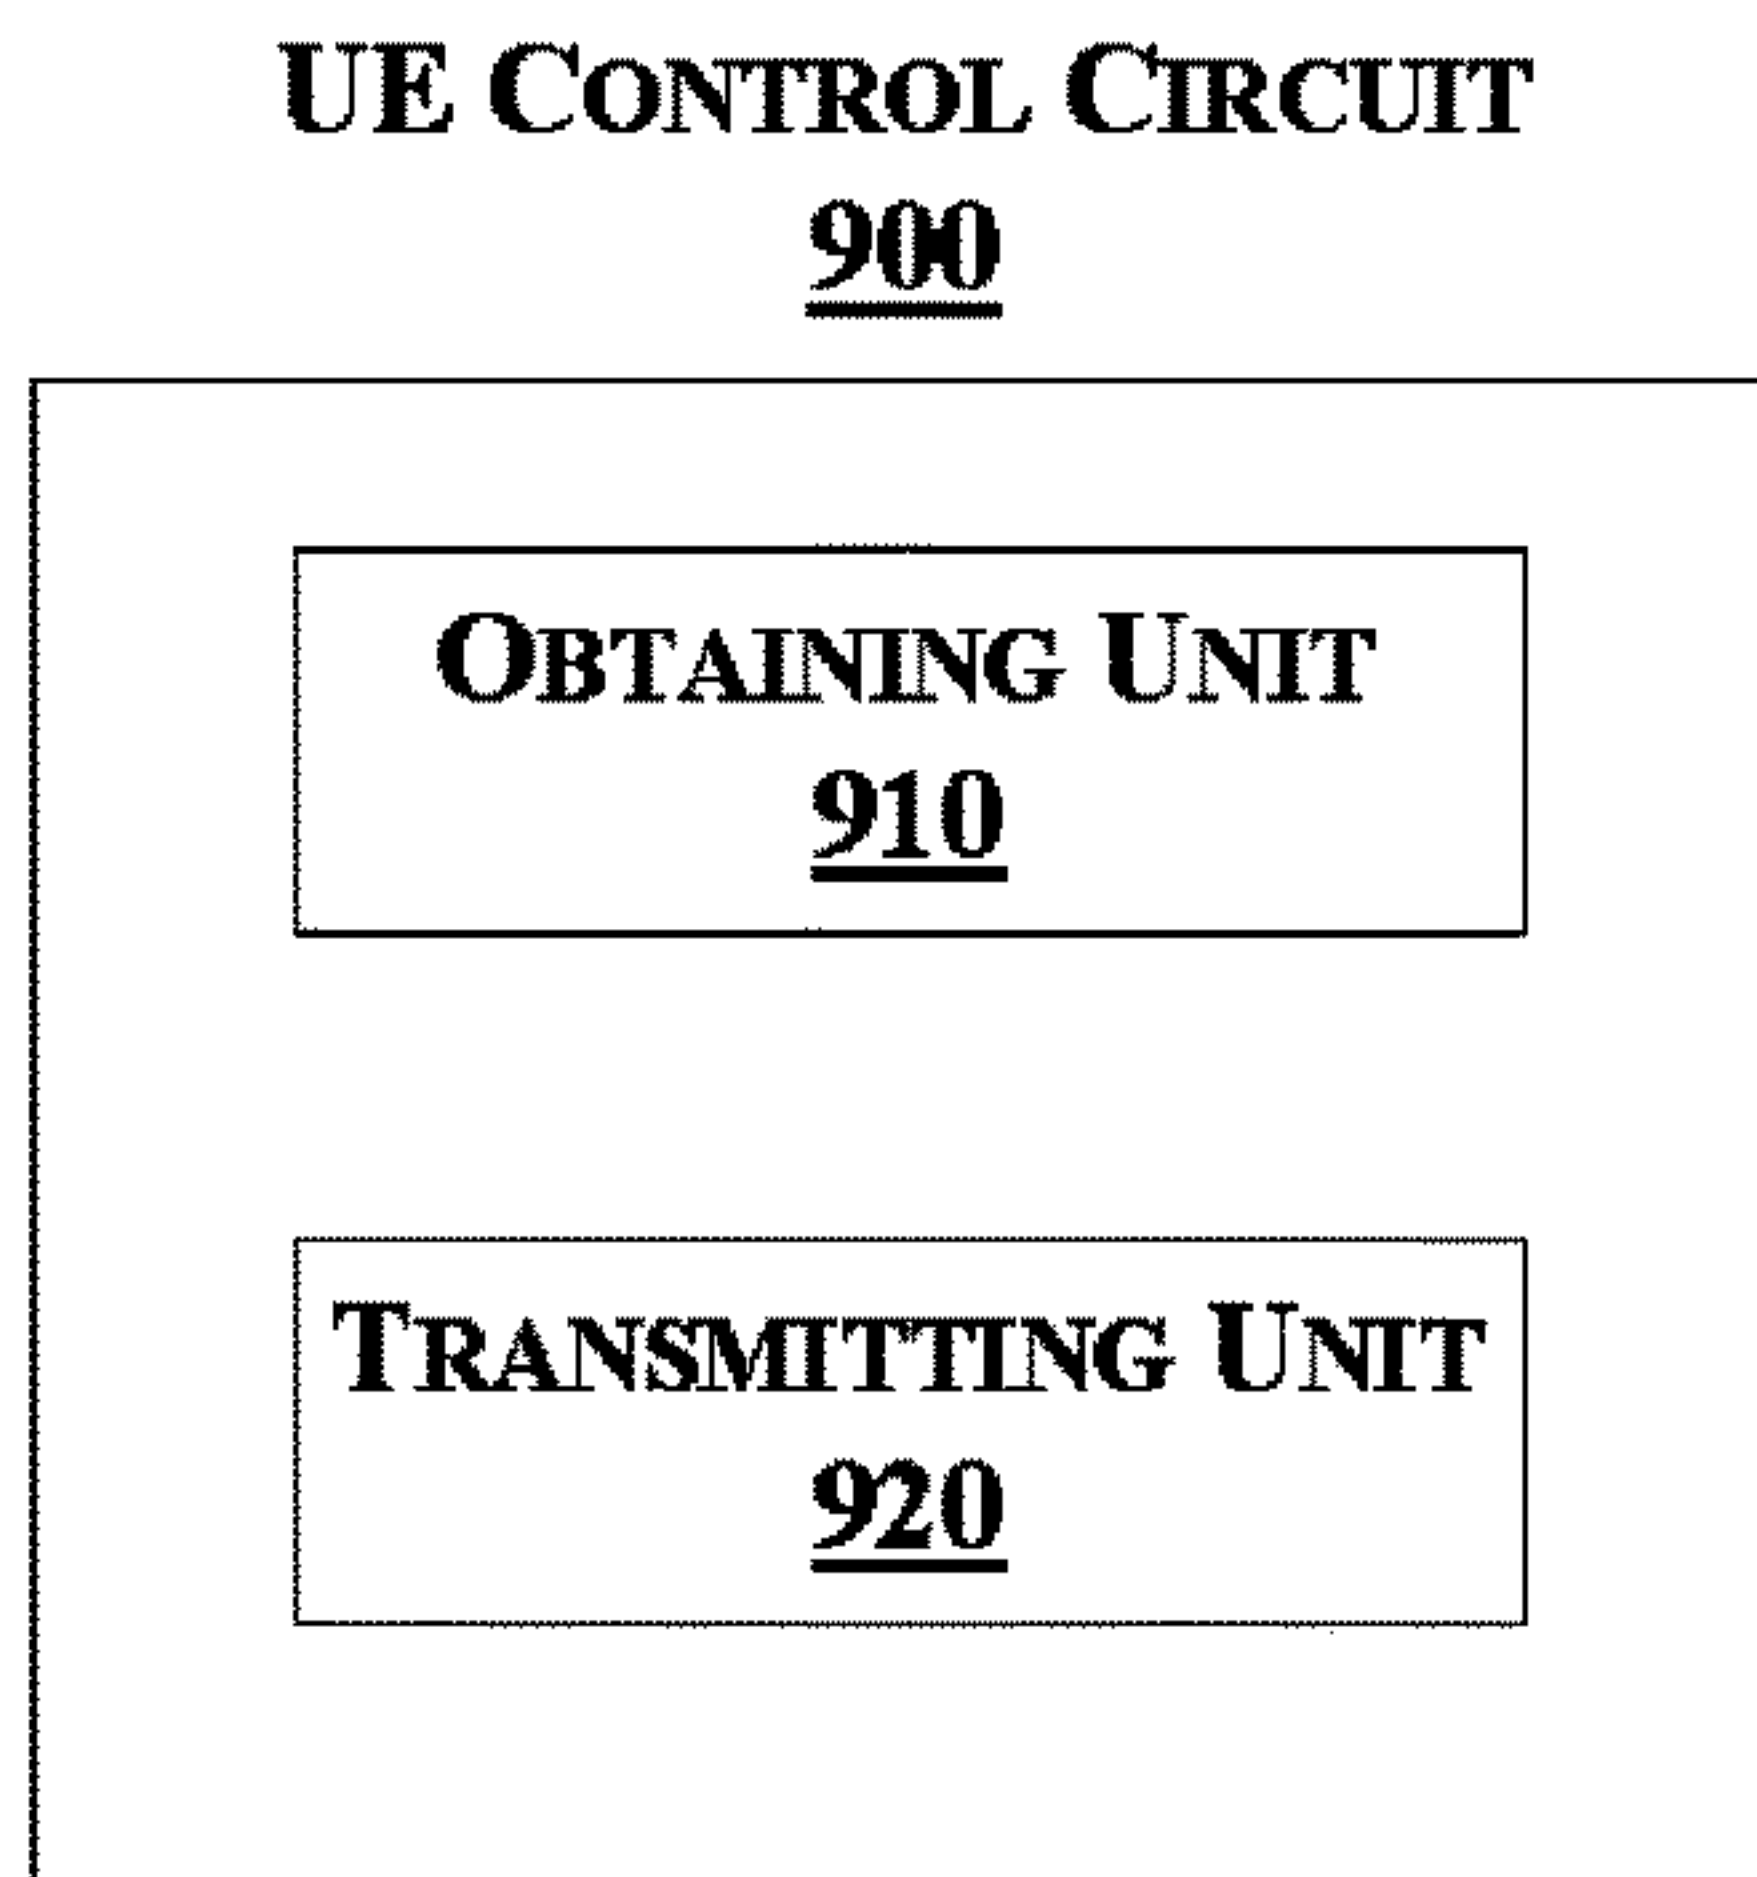 UE CONTROL CIRCUIT
900
OBTAINING UNIT
910
TRANSMITTING UNIT
920